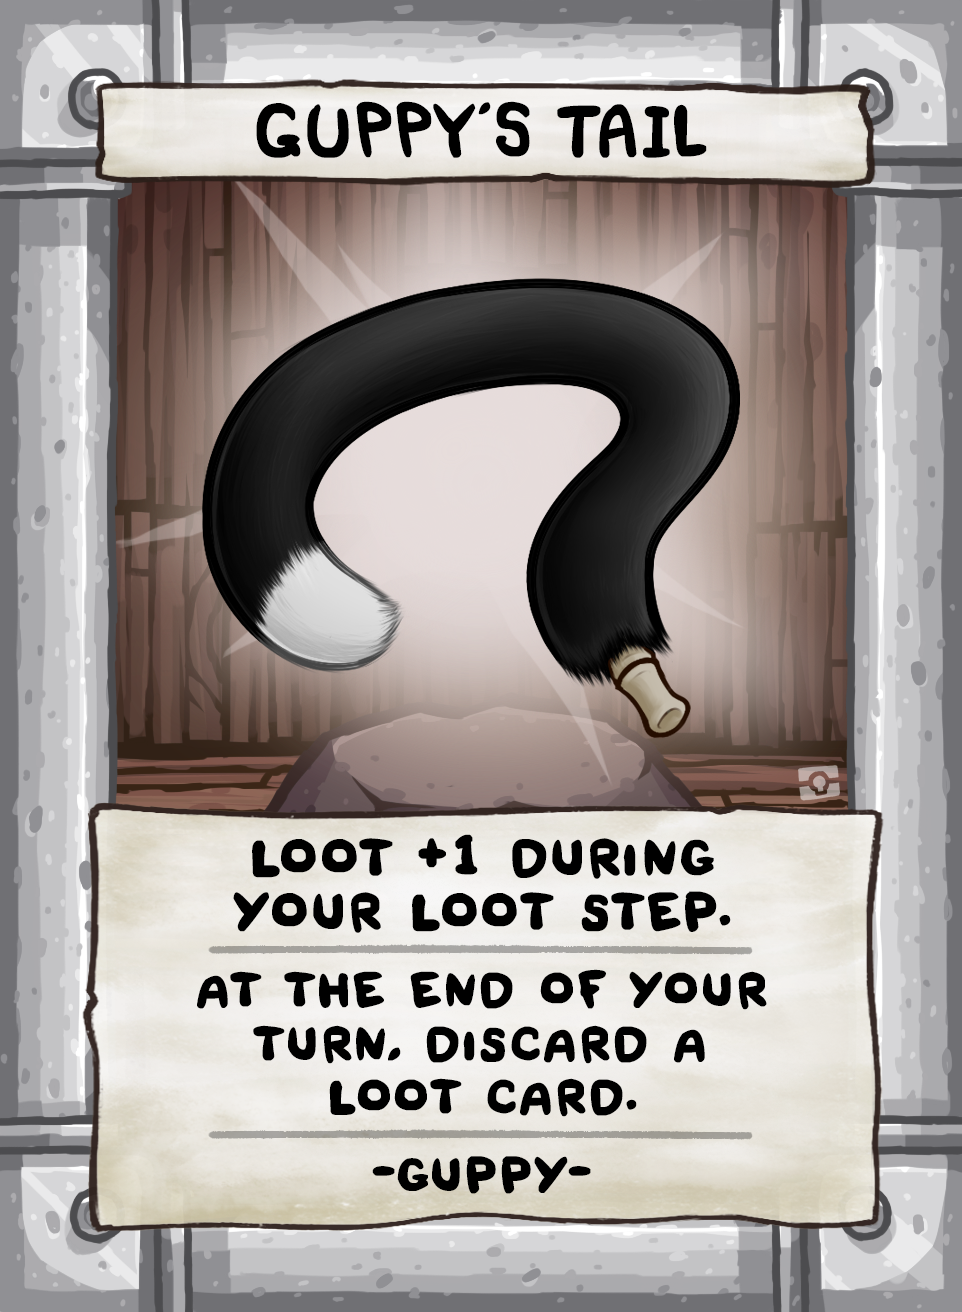 GUPPY'S TAIL
LOOT +1 DURING
YOUR LOOT STEP.
AT THE END OF YOUR
TURN, DISCARD A
LOOT CARD.
-GUPPY-